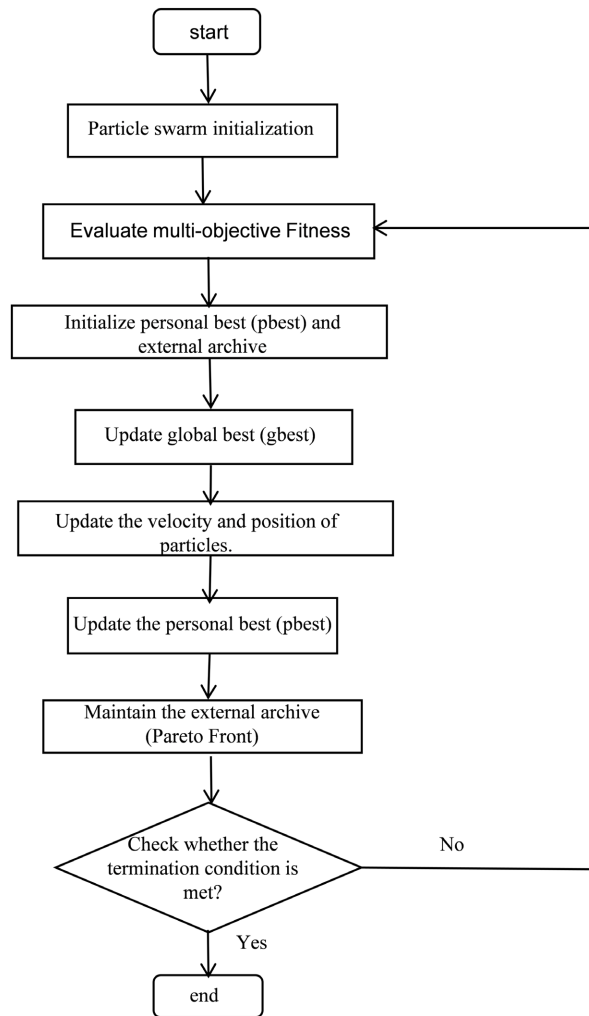 start
Particle swarm initialization
Evaluate multi-objective Fitness
Initialize personal best (pbest) and
external archive
Update global best (gbest)
Update the velocity and position of
particles.
Update the personal best (pbest)
Maintain the external archive
(Pareto Front)
Check whether the
termination condition is
met?
No
Yes
end